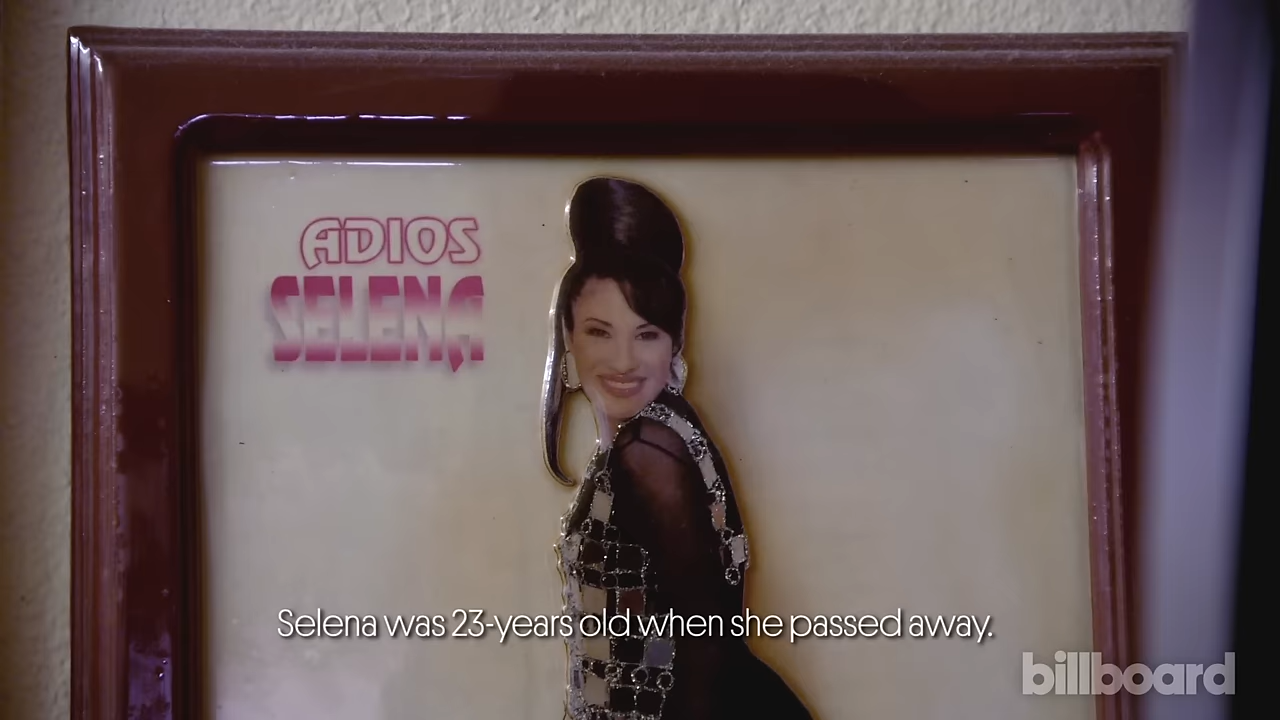 ADIOS
SELENA
Selena was 23-years old when she passed away.
billboard